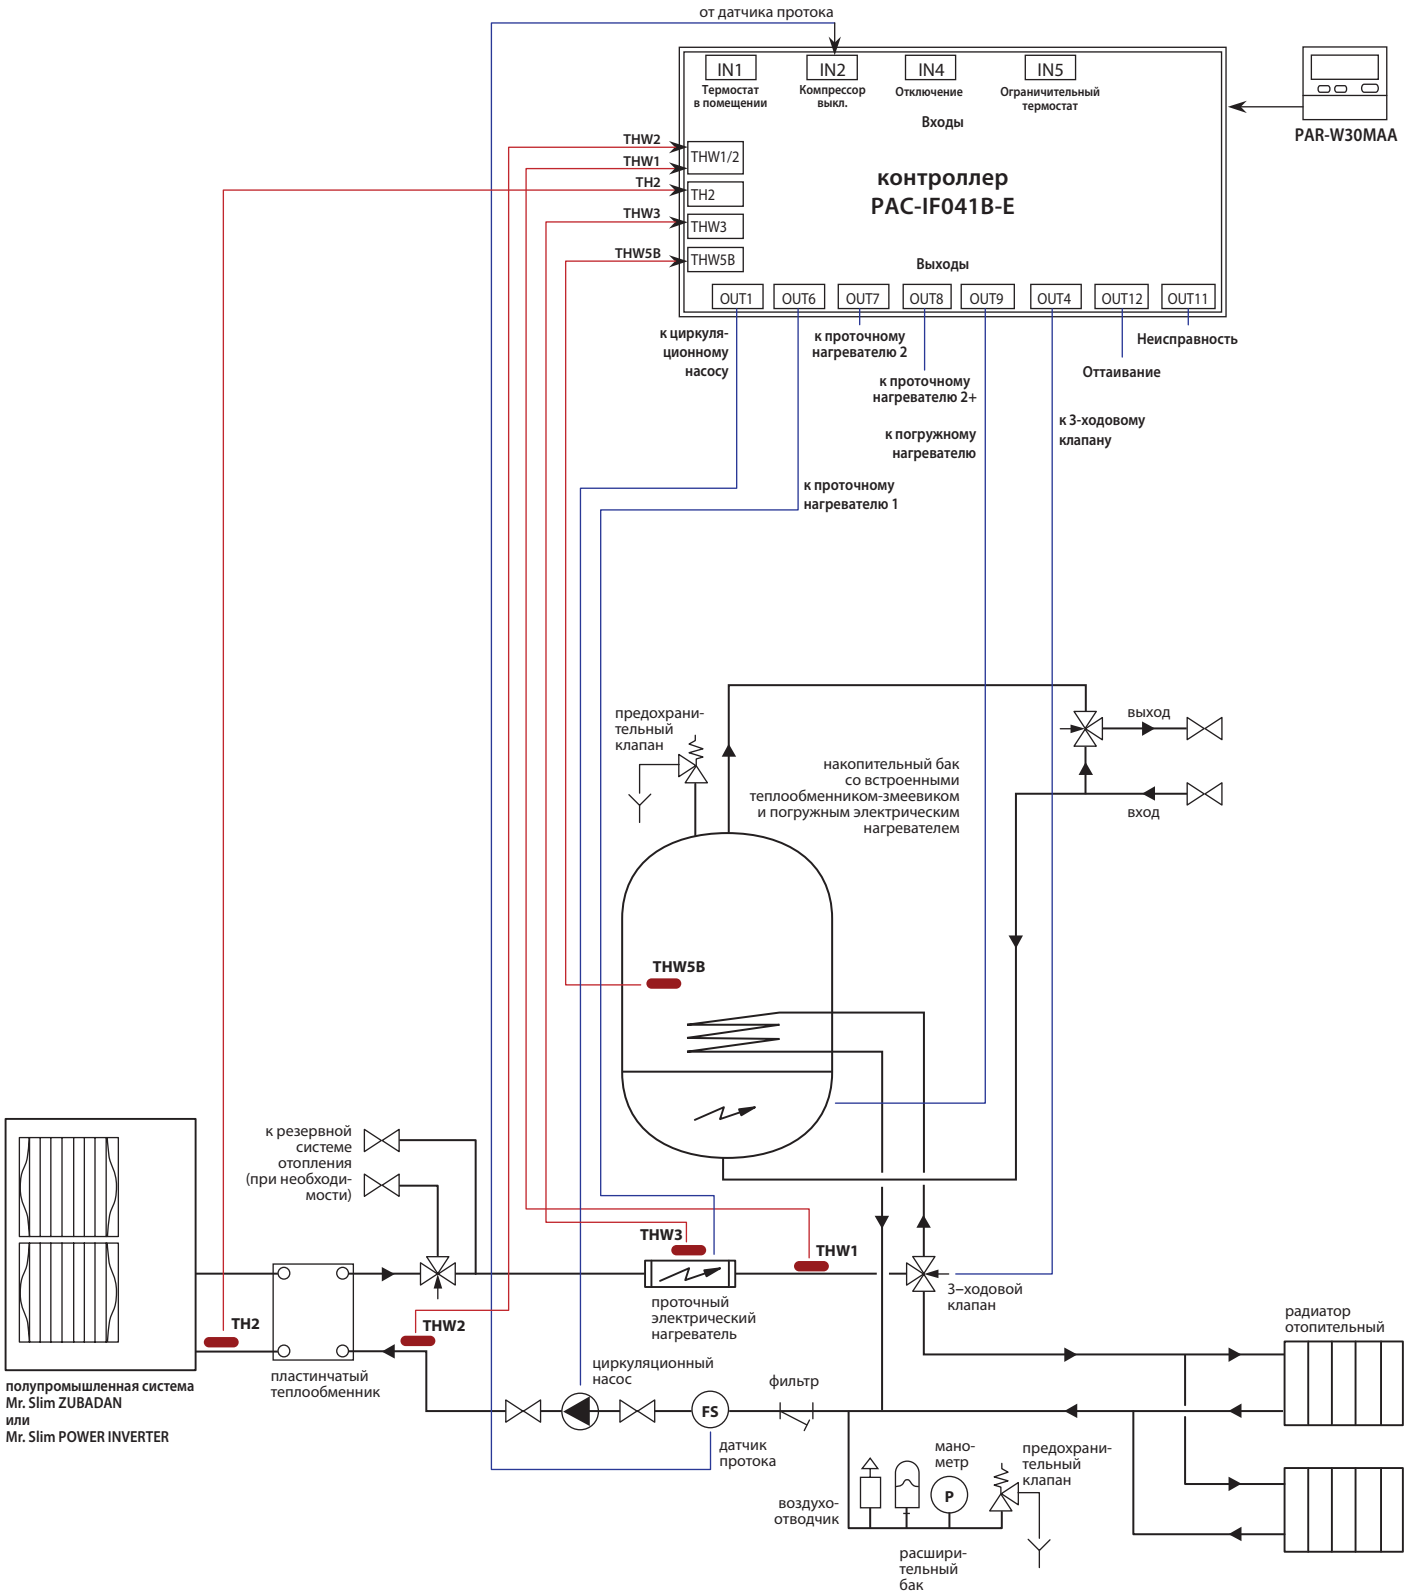 от датчика протока
IN1
IN2
IN4
IN5
Термостат
в помещении
Компрессор
выкл.
Отключение
Ограничительный
термостат
Входы
PAR-W30MAA
THW2
THW1
TH2
THW3
THW5B
THW1/2
TH2
THW3
THW5B
контроллер
PAC-IF041B-E
Выходы
OUT1
OUT6
OUT7
OUT8
OUT9
OUT4
OUT12
OUT11
к циркуля-
ционному
насосу
к проточному
нагревателю 2
Неисправность
к проточному
нагревателю 2+
Оттаивание
к погружному
нагревателю
к 3-ходовому
клапану
к проточному
нагревателю 1
предохрани-
тельный
клапан
выход
вход
накопительный бак
со встроенными
теплообменником-змеевиком
и погружным электрическим
нагревателем
THW5B
к резервной
системе
отопления
(при необходи-
мости)
THW3
THW1
TH2
THW2
проточный
электрический
нагреватель
3–ходовой
клапан
радиатор
отопительный
полупромышленная система
Mr. Slim ZUBADAN
или
Mr. Slim POWER INVERTER
пластинчатый
теплообменник
циркуляционный
насос
фильтр
FS
датчик
протока
мано-
метр
P
предохрани-
тельный
клапан
воздухо-
отводчик
расшири-
тельный
бак